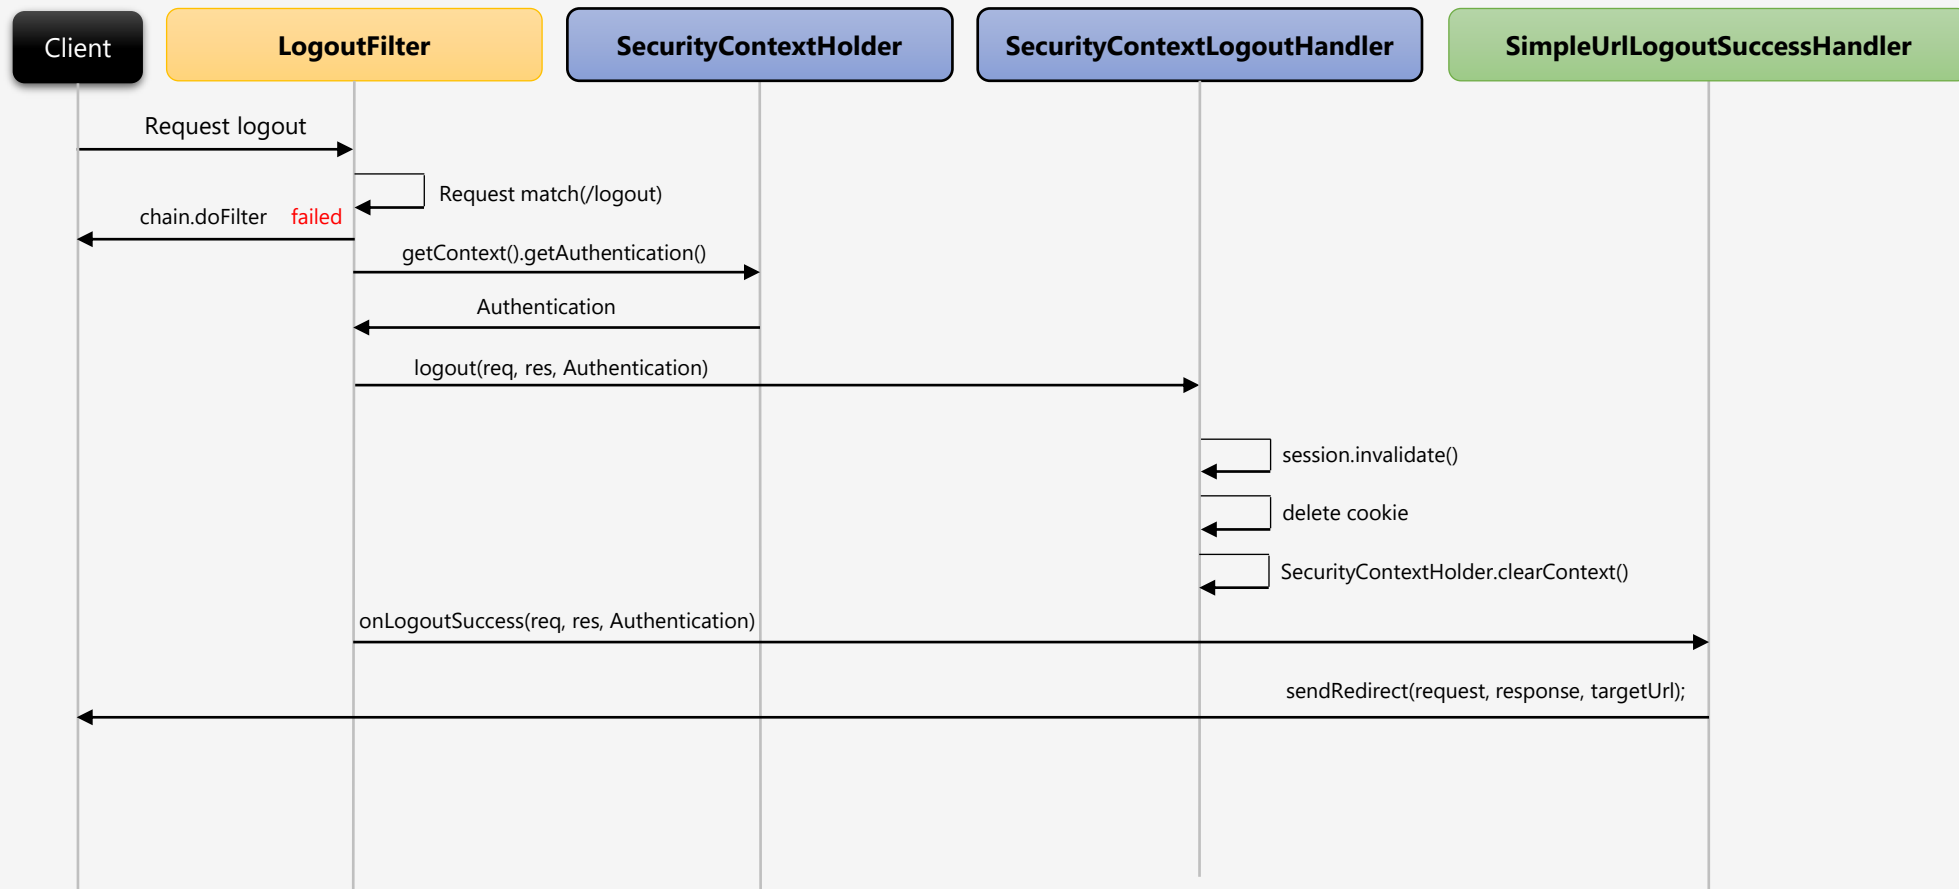 Client
LogoutFilter
SecurityContextHolder
SecurityContextLogoutHandler
SimpleUrlLogoutSuccessHandler
Request logout
Request match(/logout)
chain.doFilter failed
getContext().getAuthentication()
Authentication
logout(req, res, Authentication)
session.invalidate()
delete cookie
SecurityContextHolder.clearContext()
onLogoutSuccess(req, res, Authentication)
sendRedirect(request, response, targetUrl);